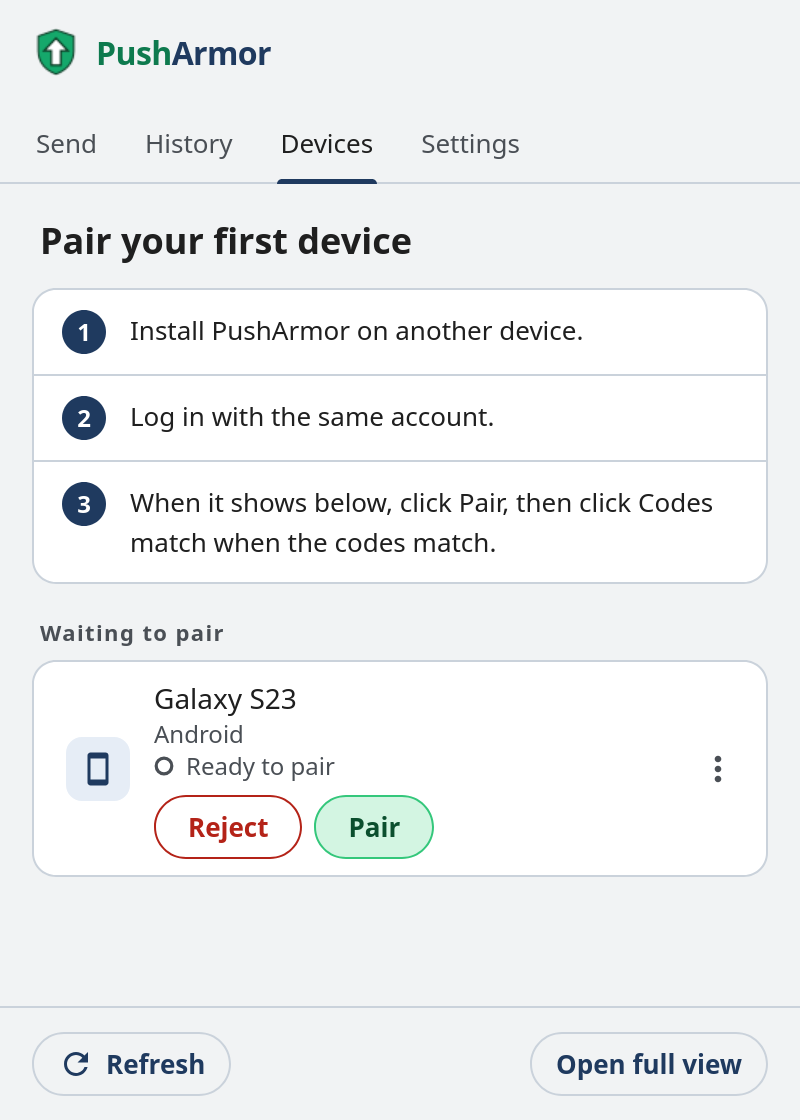 PushArmor
Send
History
Devices
Settings
Pair your first device
1
Install PushArmor on another device.
2
Log in with the same account.
3
When it shows below, click Pair, then click Codes
match when the codes match.
Waiting to pair
Galaxy S23
Android
Ready to pair
Reject
Pair
Refresh
Open full view